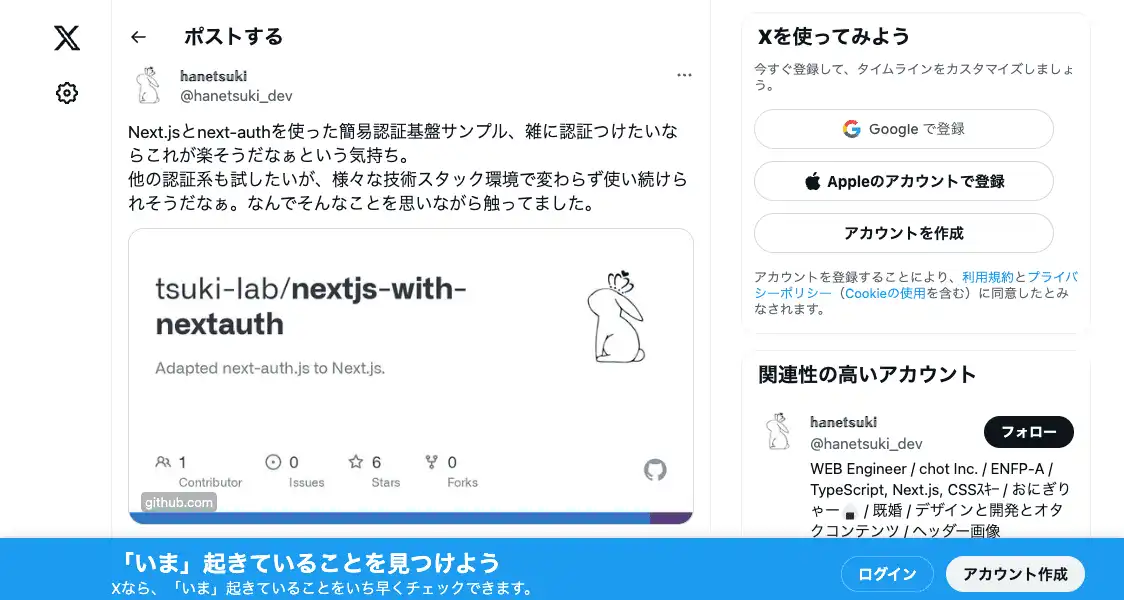 ポストする
hanetsuki
@hanetsuki_dev
Next.jsとnext-authを使った簡易認証基盤サンプル、雑に認証つけたいな
らこれが楽そうだなぁという気持ち。
他の認証系も試したいが、様々な技術スタック環境で変わらず使い続けら
れそうだなぁ。なんでそんなことを思いながら触ってました。
tsuki-lab/nextjs-with-
nextauth
Adapted next-auth.js to Next.js.
1 Contributor
0 Issues
6 Stars
0 Forks
github.com
Xを使ってみよう
今すぐ登録して、タイムラインをカスタマイズしましょ
う。
Google で登録
Appleのアカウントで登録
アカウントを作成
アカウントを登録することにより、利用規約とプライバ
シーポリシー（Cookieの使用を含む）に同意したとみ
なされます。
関連性の高いアカウント
hanetsuki
@hanetsuki_dev
フォロー
WEB Engineer / chot Inc. / ENFP-A /
TypeScript, Next.js, CSSｽｷｰ / おにぎり
ゃー🍙 / 既婚 / デザインと開発とオタ
クコンテンツ / ヘッダー画像
「いま」起きていることを見つけよう
Xなら、「いま」起きていることをいち早くチェックできます。
ログイン
アカウント作成